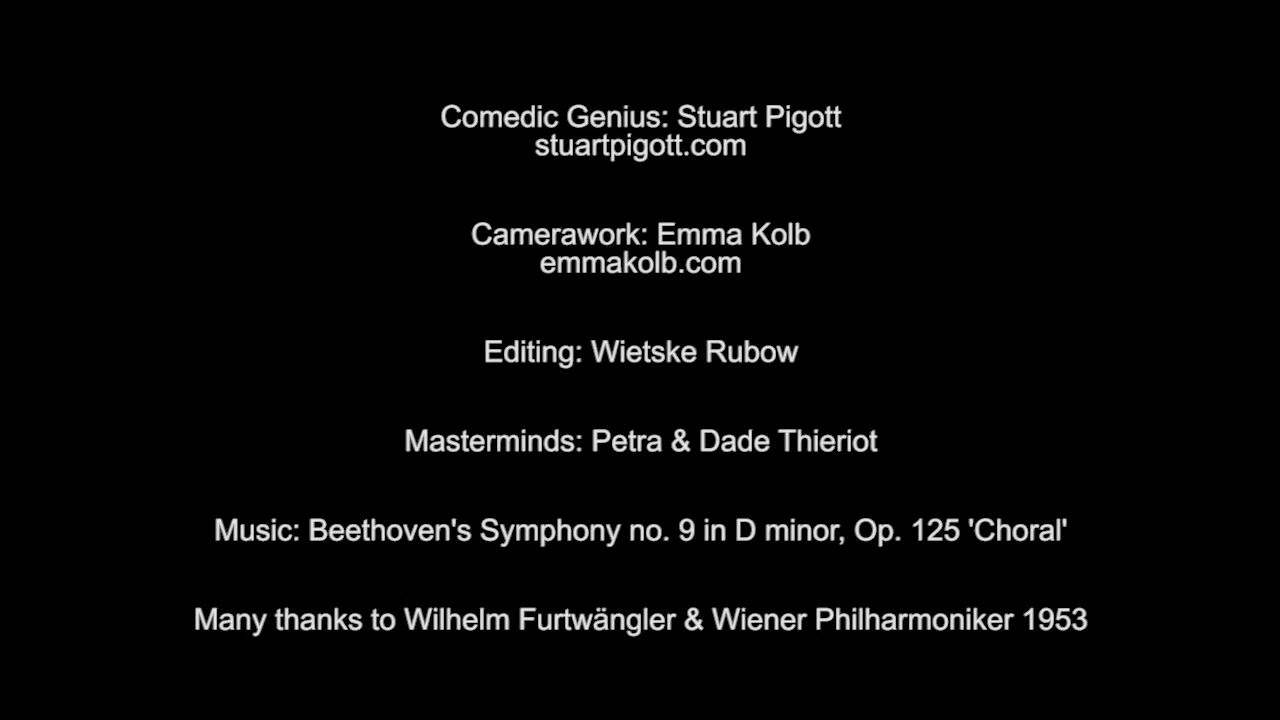 Comedic Genius: Stuart Pigott
stuartpigott.com
Camerawork: Emma Kolb
emmakolb.com
Editing: Wietske Rubow
Masterminds: Petra & Dade Thieriot
Music: Beethoven's Symphony no. 9 in D minor, Op. 125 'Choral'
Many thanks to Wilhelm Furtwängler & Wiener Philharmoniker 1953